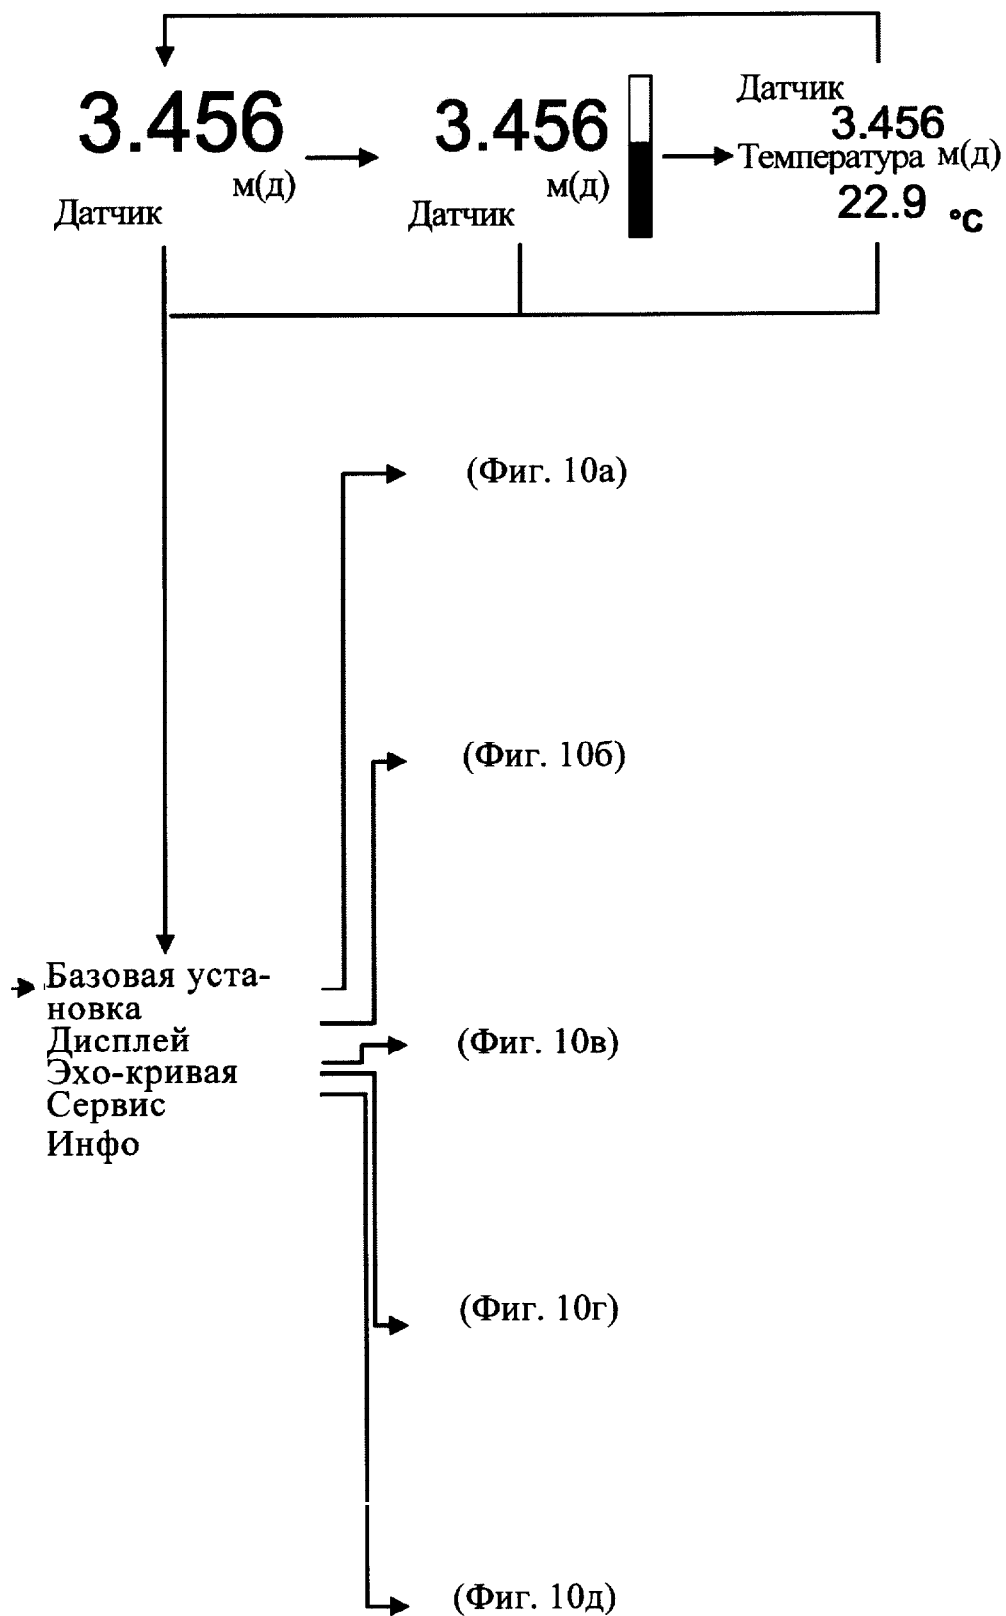 3.456
м(д)
Датчик
3.456
м(д)
Датчик
Датчик
3.456
Температура м(д)
22.9 °C
(Фиг. 10а)
(Фиг. 10б)
Базовая уста-
новка
Дисплей
(Фиг. 10в)
Эхо-кривая
Сервис
Инфо
(Фиг. 10г)
(Фиг. 10д)